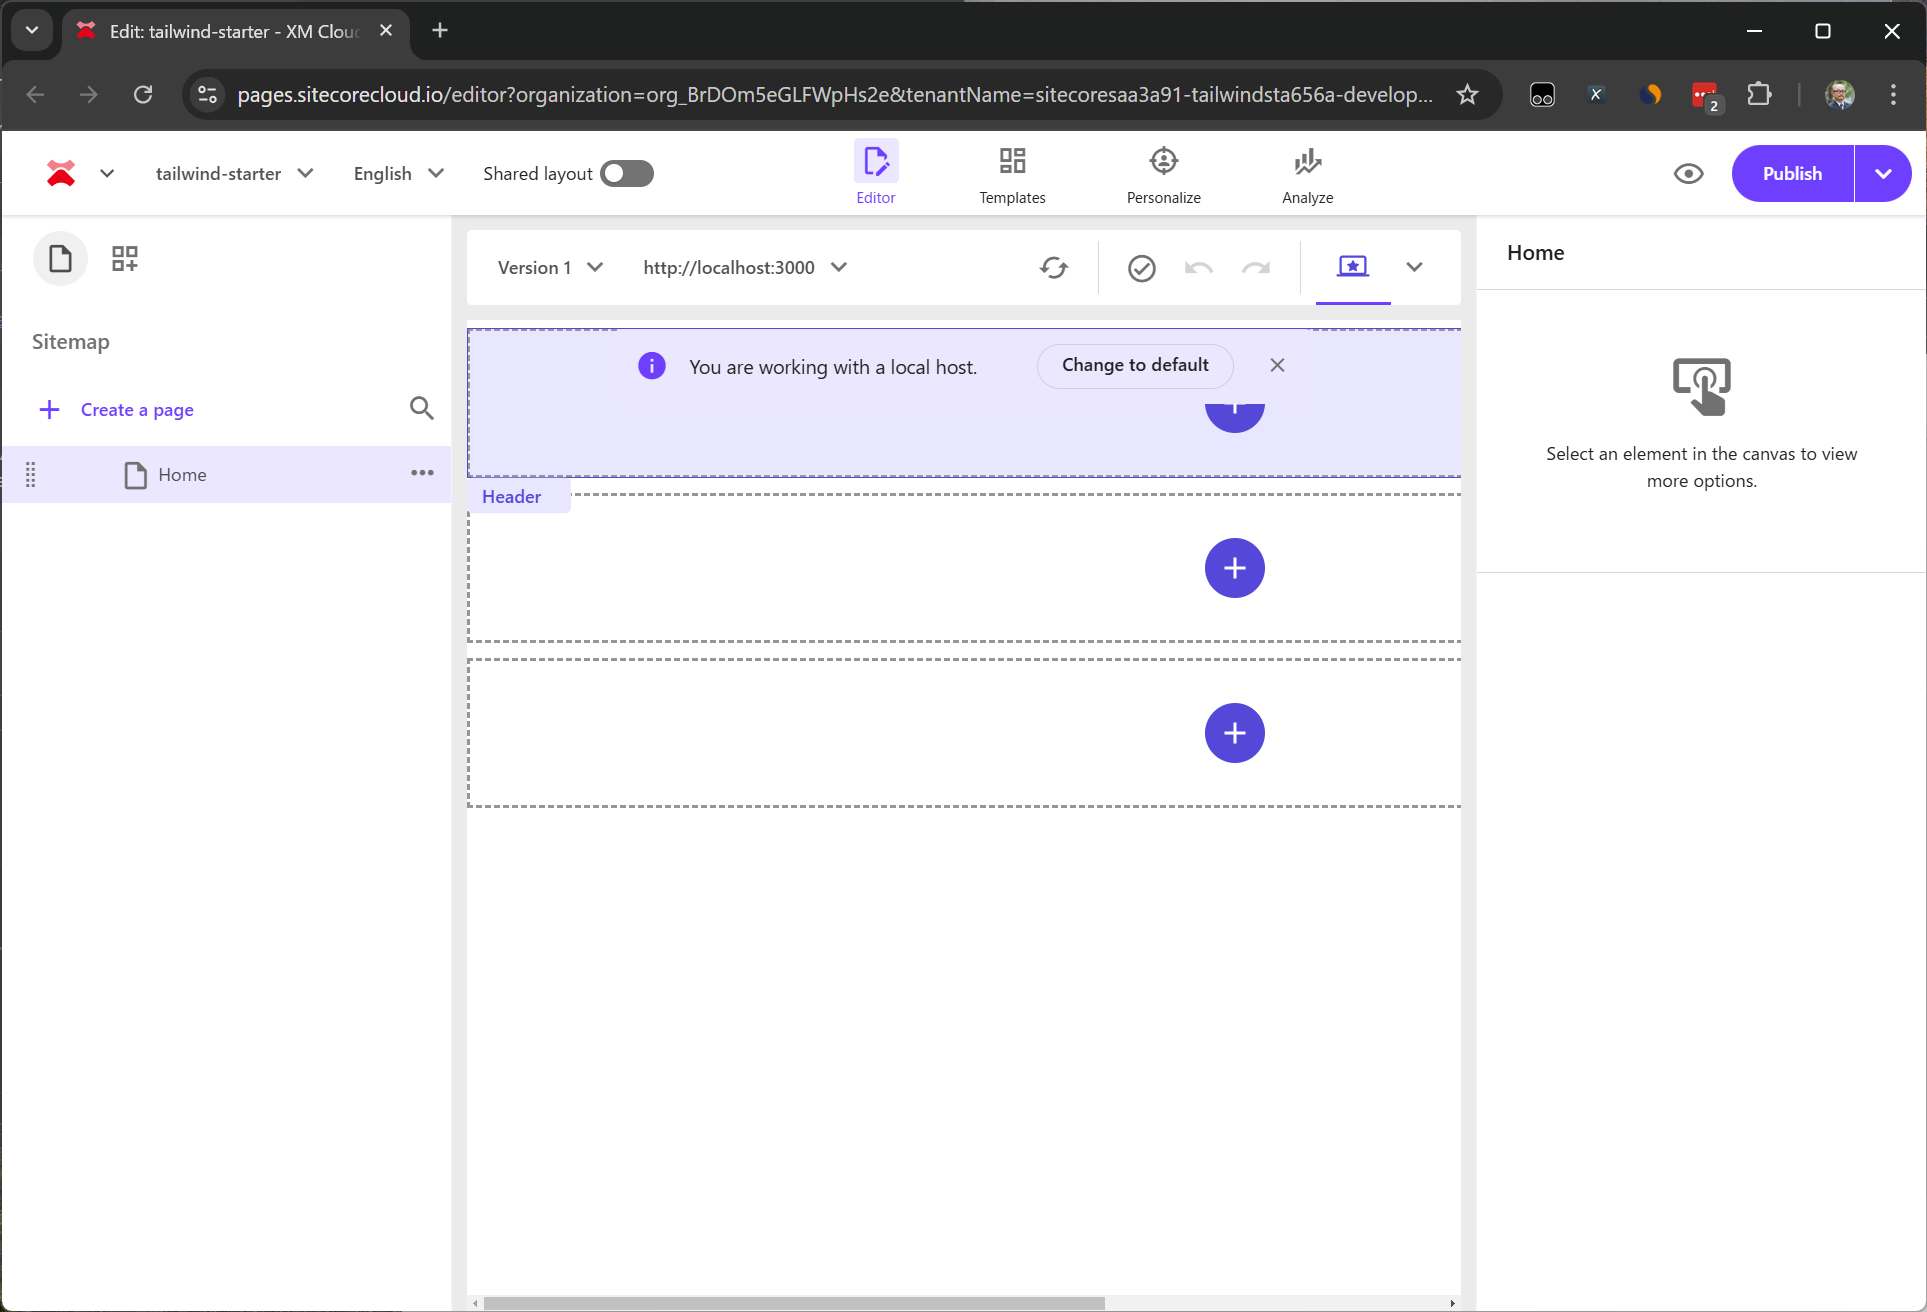 Edit: tailwind-starter - XM Clou
pages.sitecorecloud.io/editor?organization=org_BrDOm5eGLFWpHs2e&tenantName=sitecoresaa3a91-tailwindsta656a-develop...
2
tailwind-starter
English
Shared layout
Editor
Templates
Personalize
Analyze
Publish
Version 1
http://localhost:3000
Home
Sitemap
You are working with a local host.
Change to default
Create a page
Home
Header
Select an element in the canvas to view
more options.